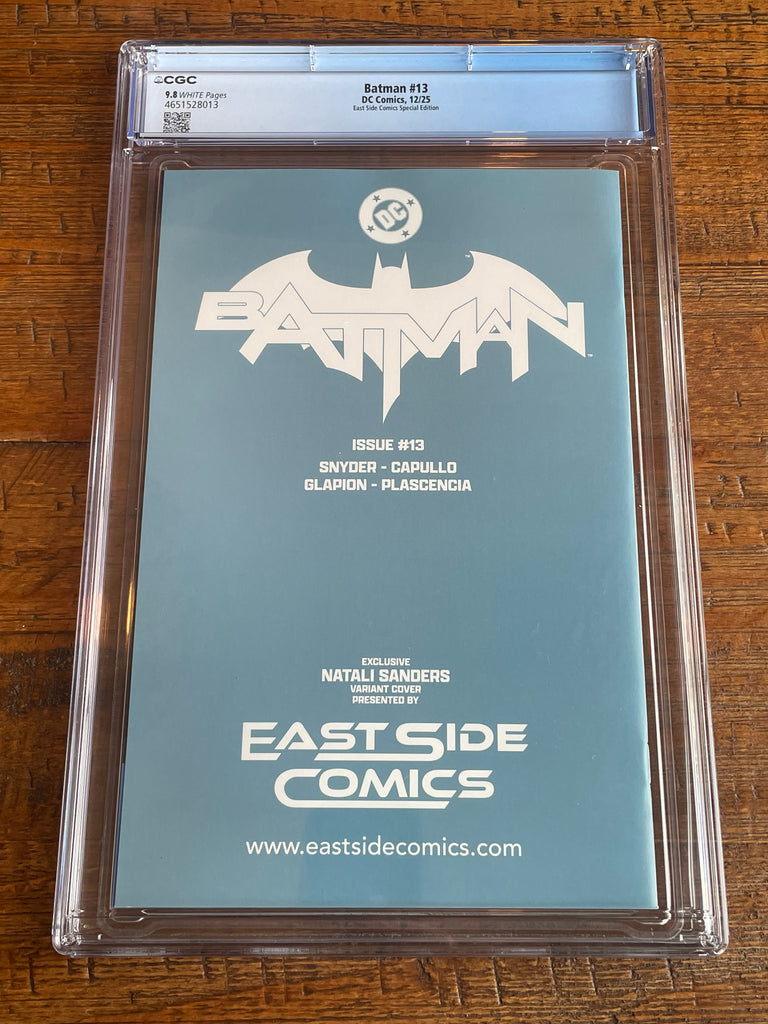 CGC
9.8 WHITE Pages
4651528013
Batman #13
DC Comics, 12/25
East Side Comics Special Edition
DC
BATMAN
ISSUE #13
SNYDER - CAPULLO
GLAPION - PLASCENCIA
EXCLUSIVE
NATALI SANDERS
VARIANT COVER
PRESENTED BY
EAST SIDE
COMICS
www.eastsidecomics.com